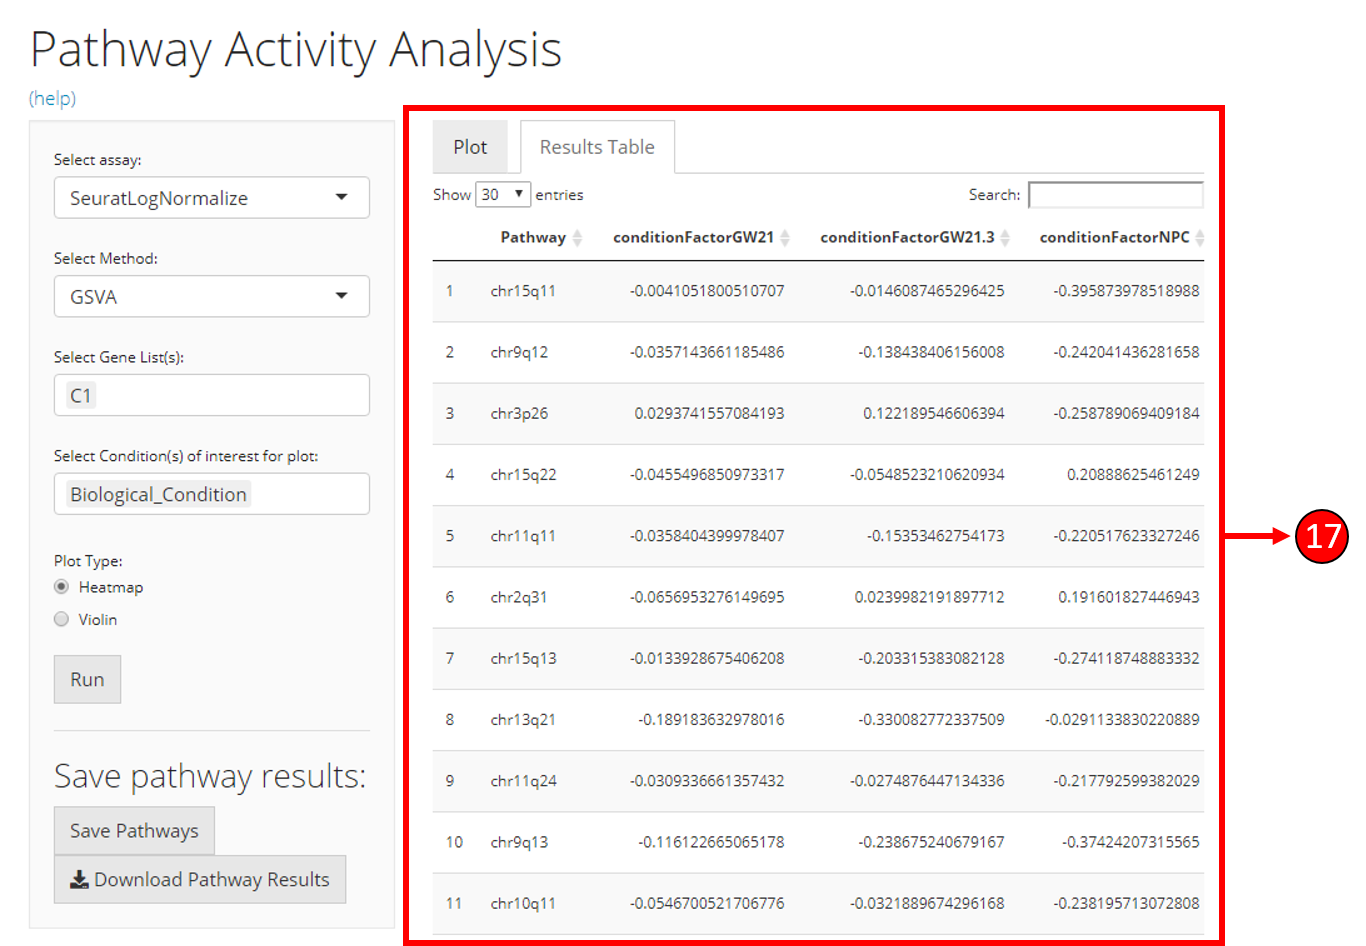 Pathway Activity Analysis
(help)
Select assay:
SeuratLogNormalize
Select Method:
GSVA
Select Gene List(s):
C1
Select Condition(s) of interest for plot:
Biological_Condition
Plot Type:
Heatmap
Violin
Run
Save pathway results:
Save Pathways
Download Pathway Results
Plot Results Table
Show 30 entries Search:
Pathway conditionFactorGW21 conditionFactorGW21.3 conditionFactorNPC
1 chr15q11 -0.0041051800510707 -0.0146087465296425 -0.395873978518988
2 chr9q12 -0.0357143661185486 -0.138438406156008 -0.242041436281658
3 chr3p26 0.0293741557084193 0.122189546606394 -0.258789069409184
4 chr15q22 -0.0455496850973317 -0.0548523210620934 0.20888625461249
5 chr11q11 -0.0358404399978407 -0.15353462754173 -0.220517623327246
6 chr2q31 -0.0656953276149695 0.0239982191897712 0.191601827446943
7 chr15q13 -0.0133928675406208 -0.203315383082128 -0.274118748883332
8 chr13q21 -0.189183632978016 -0.330082772337509 -0.0291133830220889
9 chr11q24 -0.0309336661357432 -0.0274876447134336 -0.217792599382029
10 chr9q13 -0.116122665065178 -0.238675240679167 -0.37424207315565
11 chr10q11 -0.0546700521706776 -0.0321889674296168 -0.238195713072808
17